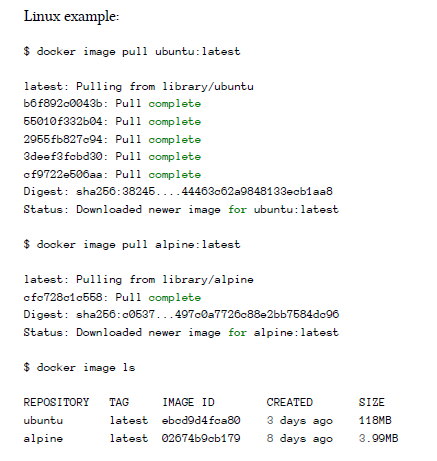 Linux example:
$ docker image pull ubuntu:latest
latest: Pulling from library/ubuntu
b6f892c0043b: Pull complete
55010f332b04: Pull complete
2955fb827c94: Pull complete
3deef3fcbd30: Pull complete
cf9722e506aa: Pull complete
Digest: sha256:38245....44463c62a9848133ecb1aa8
Status: Downloaded newer image for ubuntu:latest
$ docker image pull alpine:latest
latest: Pulling from library/alpine
cfc728c1c558: Pull complete
Digest: sha256:c0537...497c0a7726c88e2bb7584dc96
Status: Downloaded newer image for alpine:latest
$ docker image ls
REPOSITORY TAG IMAGE ID CREATED SIZE
ubuntu latest ebcd9d4fca80 3 days ago 118MB
alpine latest 02674b9cb179 8 days ago 3.99MB